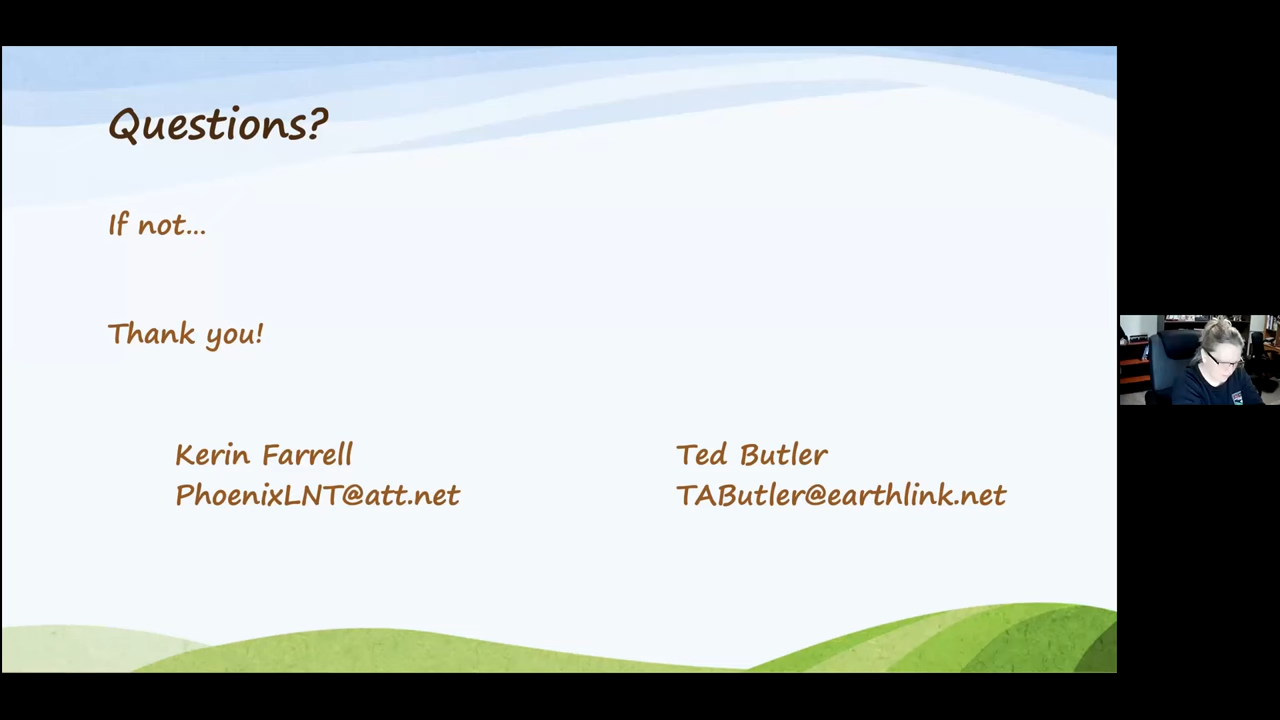 Questions?
If not...
Thank you!
Kerin Farrell
PhoenixLNT@att.net
Ted Butler
TAButler@earthlink.net